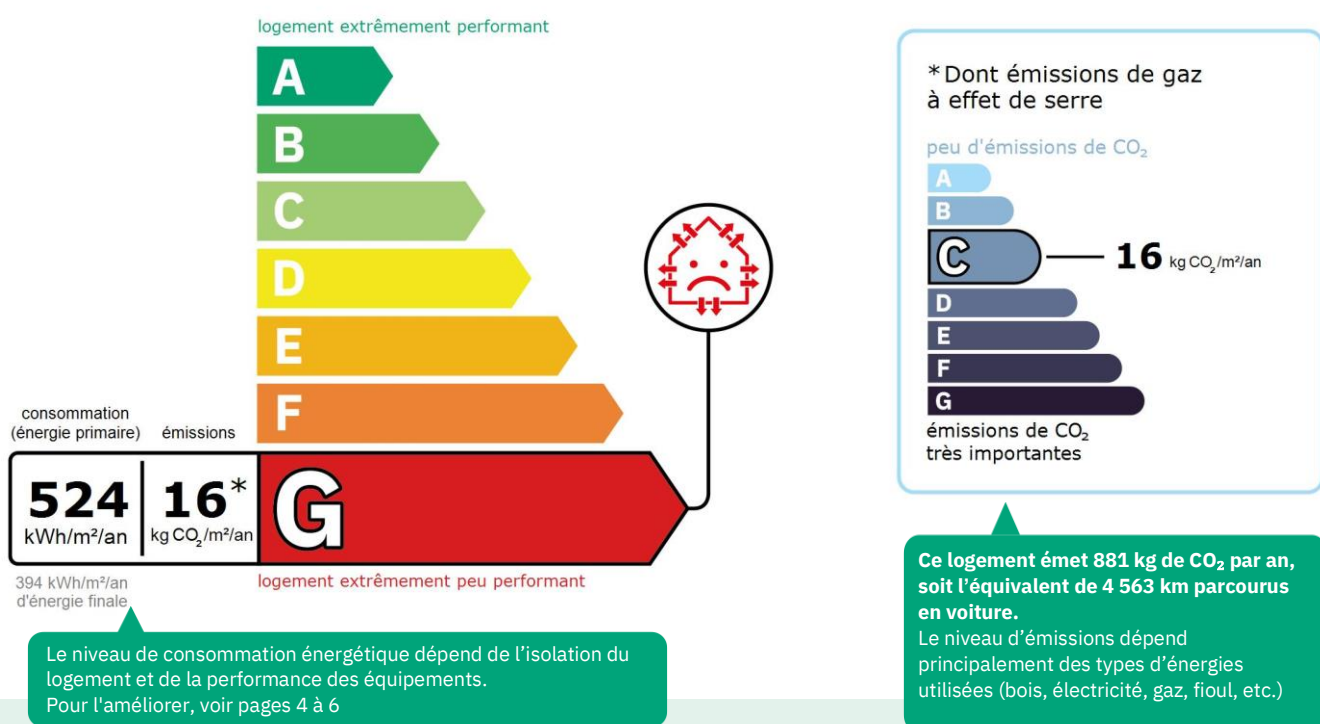 logement extrêmement performant
A
B
C
D
E
F
consommation
(énergie primaire)
émissions
524
kWh/m²/an
16*
kg CO₂/m²/an
G
394 kWh/m²/an
d'énergie finale
logement extrêmement peu performant
Le niveau de consommation énergétique dépend de l’isolation du
logement et de la performance des équipements.
Pour l'améliorer, voir pages 4 à 6
*Dont émissions de gaz
à effet de serre
peu d'émissions de CO₂
A
B
C
16 kg CO₂/m²/an
D
E
F
G
émissions de CO₂
très importantes
Ce logement émet 881 kg de CO₂ par an,
soit l’équivalent de 4 563 km parcourus
en voiture.
Le niveau d’émissions dépend
principalement des types d’énergies
utilisées (bois, électricité, gaz, fioul, etc.)